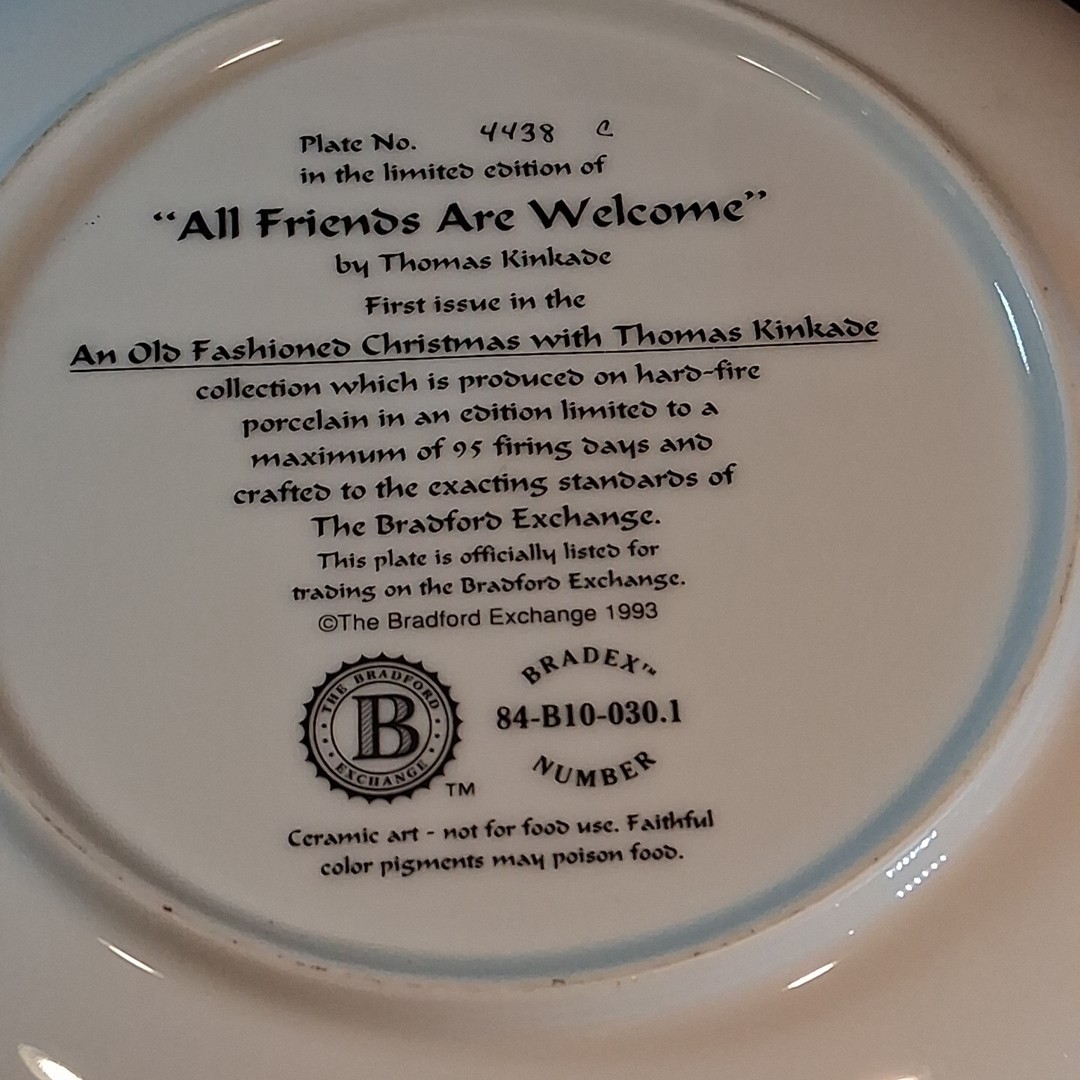 Plate No. 4438 C
in the limited edition of
“All Friends Are Welcome”
by Thomas Kinkade
First issue in the
An Old Fashioned Christmas with Thomas Kinkade
collection which is produced on hard-fire
porcelain in an edition limited to a
maximum of 95 firing days and
crafted to the exacting standards of
The Bradford Exchange.
This plate is officially listed for
trading on the Bradford Exchange.
©The Bradford Exchange 1993
THE BRADFORD
B
EXCHANGE
TM
BRADEX™
84-B10-030.1
NUMBER
Ceramic art - not for food use. Faithful
color pigments may poison food.